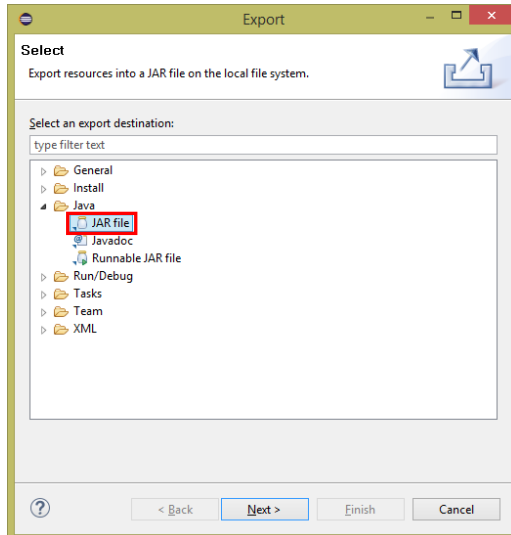 Export
Select
Export resources into a JAR file on the local file system.
Select an export destination:
type filter text
General
Install
Java
JAR file
Javadoc
Runnable JAR file
Run/Debug
Tasks
Team
XML
? < Back Next > Finish Cancel